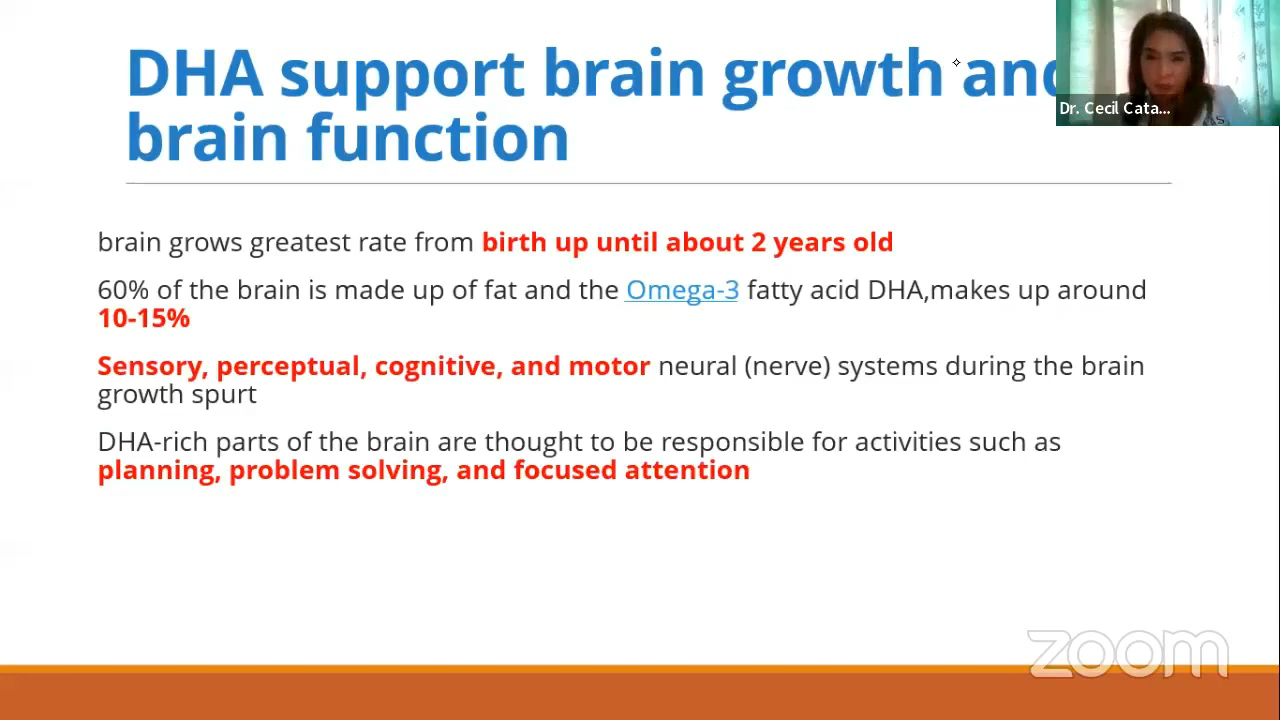 DHA support brain growth and
brain function
Dr. Cecil Cata...
brain grows greatest rate from birth up until about 2 years old
60% of the brain is made up of fat and the Omega-3 fatty acid DHA,makes up around
10-15%
Sensory, perceptual, cognitive, and motor neural (nerve) systems during the brain
growth spurt
DHA-rich parts of the brain are thought to be responsible for activities such as
planning, problem solving, and focused attention
zoom